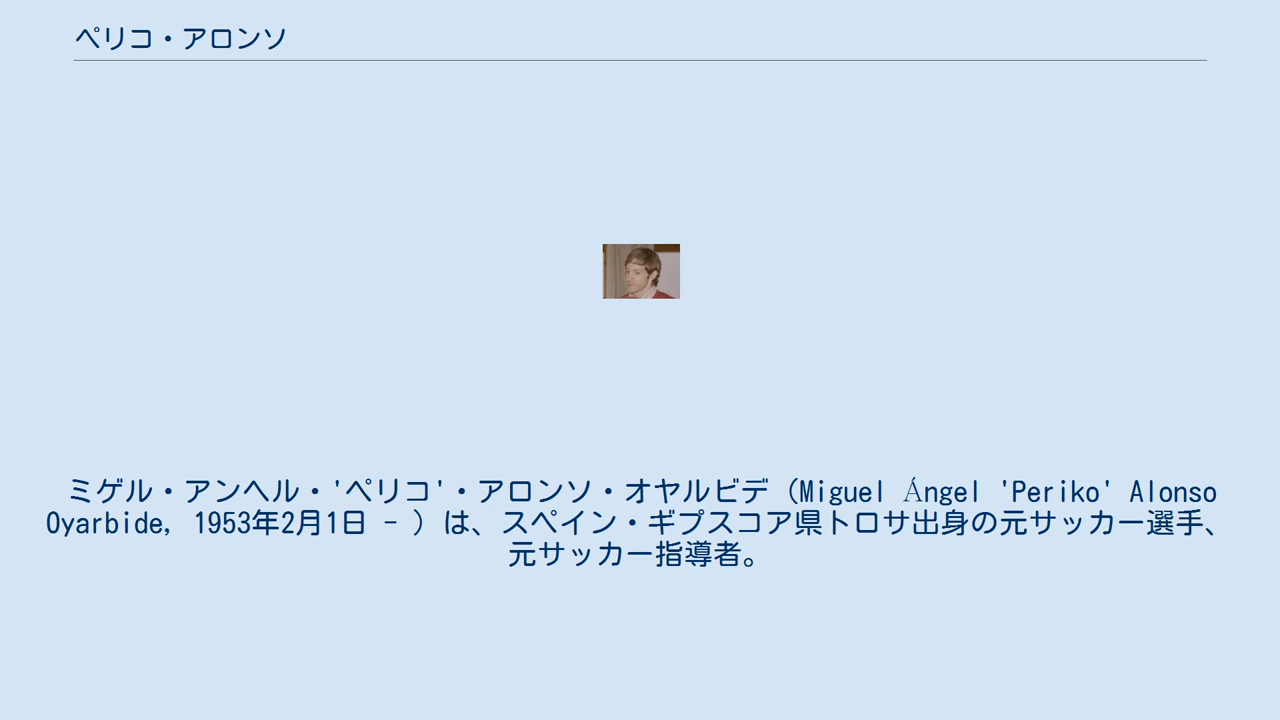 ペリコ・アロンソ
ミゲル・アンヘル・'ペリコ'・アロンソ・オヤルビデ（Miguel Ángel 'Periko' Alonso
Oyarbide, 1953年2月1日 - ）は、スペイン・ギプスコア県トロサ出身の元サッカー選手、
元サッカー指導者。